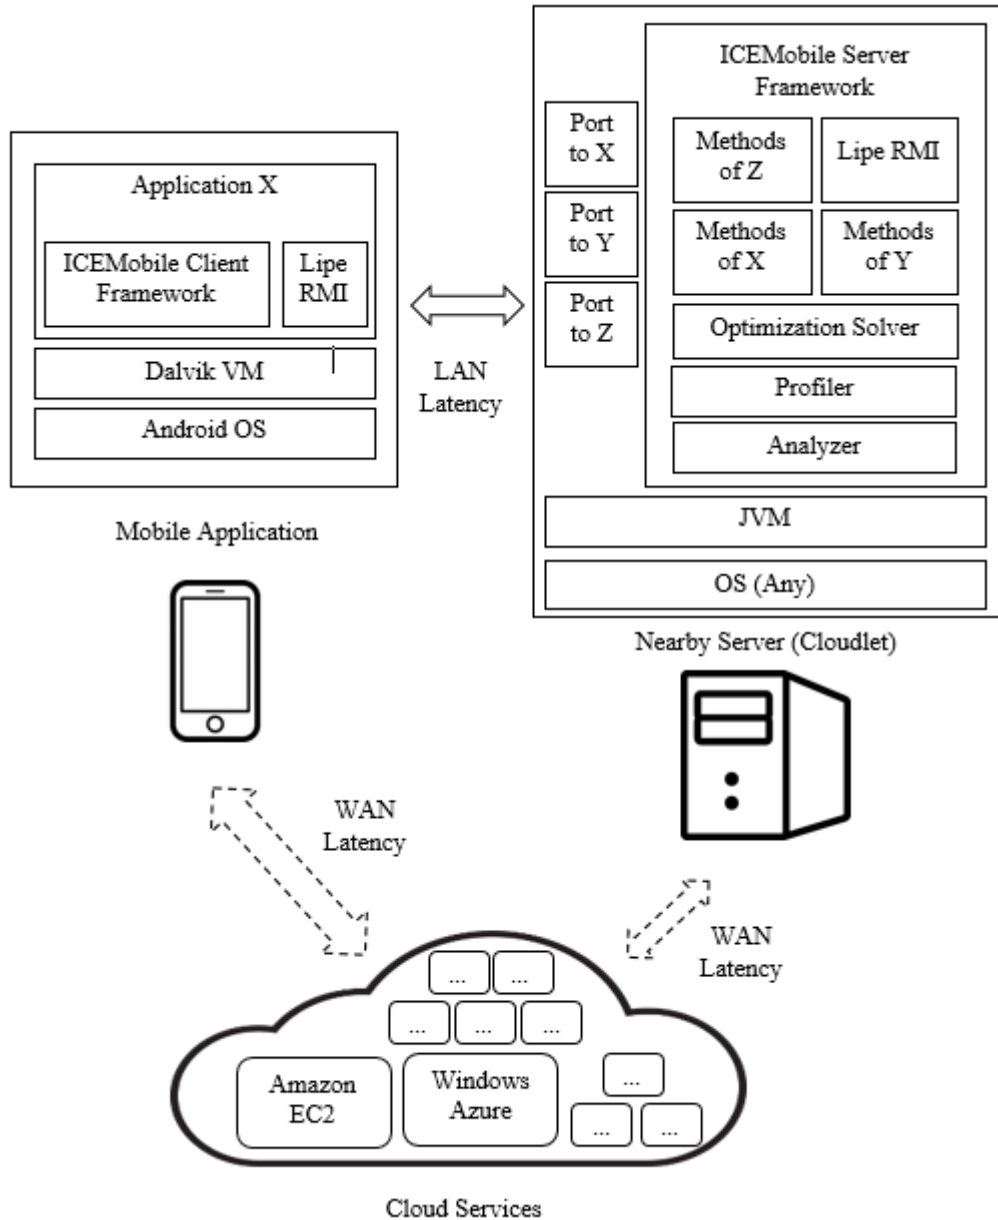 Application X
ICEMobile Client
Framework
Lipe
RMI
Dalvik VM
Android OS
Mobile Application
LAN
Latency
ICEMobile Server
Framework
Port
to X
Port
to Y
Port
to Z
Methods
of Z
Lipe RMI
Methods
of X
Methods
of Y
Optimization Solver
Profiler
Analyzer
JVM
OS (Any)
Nearby Server (Cloudlet)
WAN
Latency
WAN
Latency
... ...
... ... ...
Amazon
EC2
Windows
Azure
...
... ...
Cloud Services